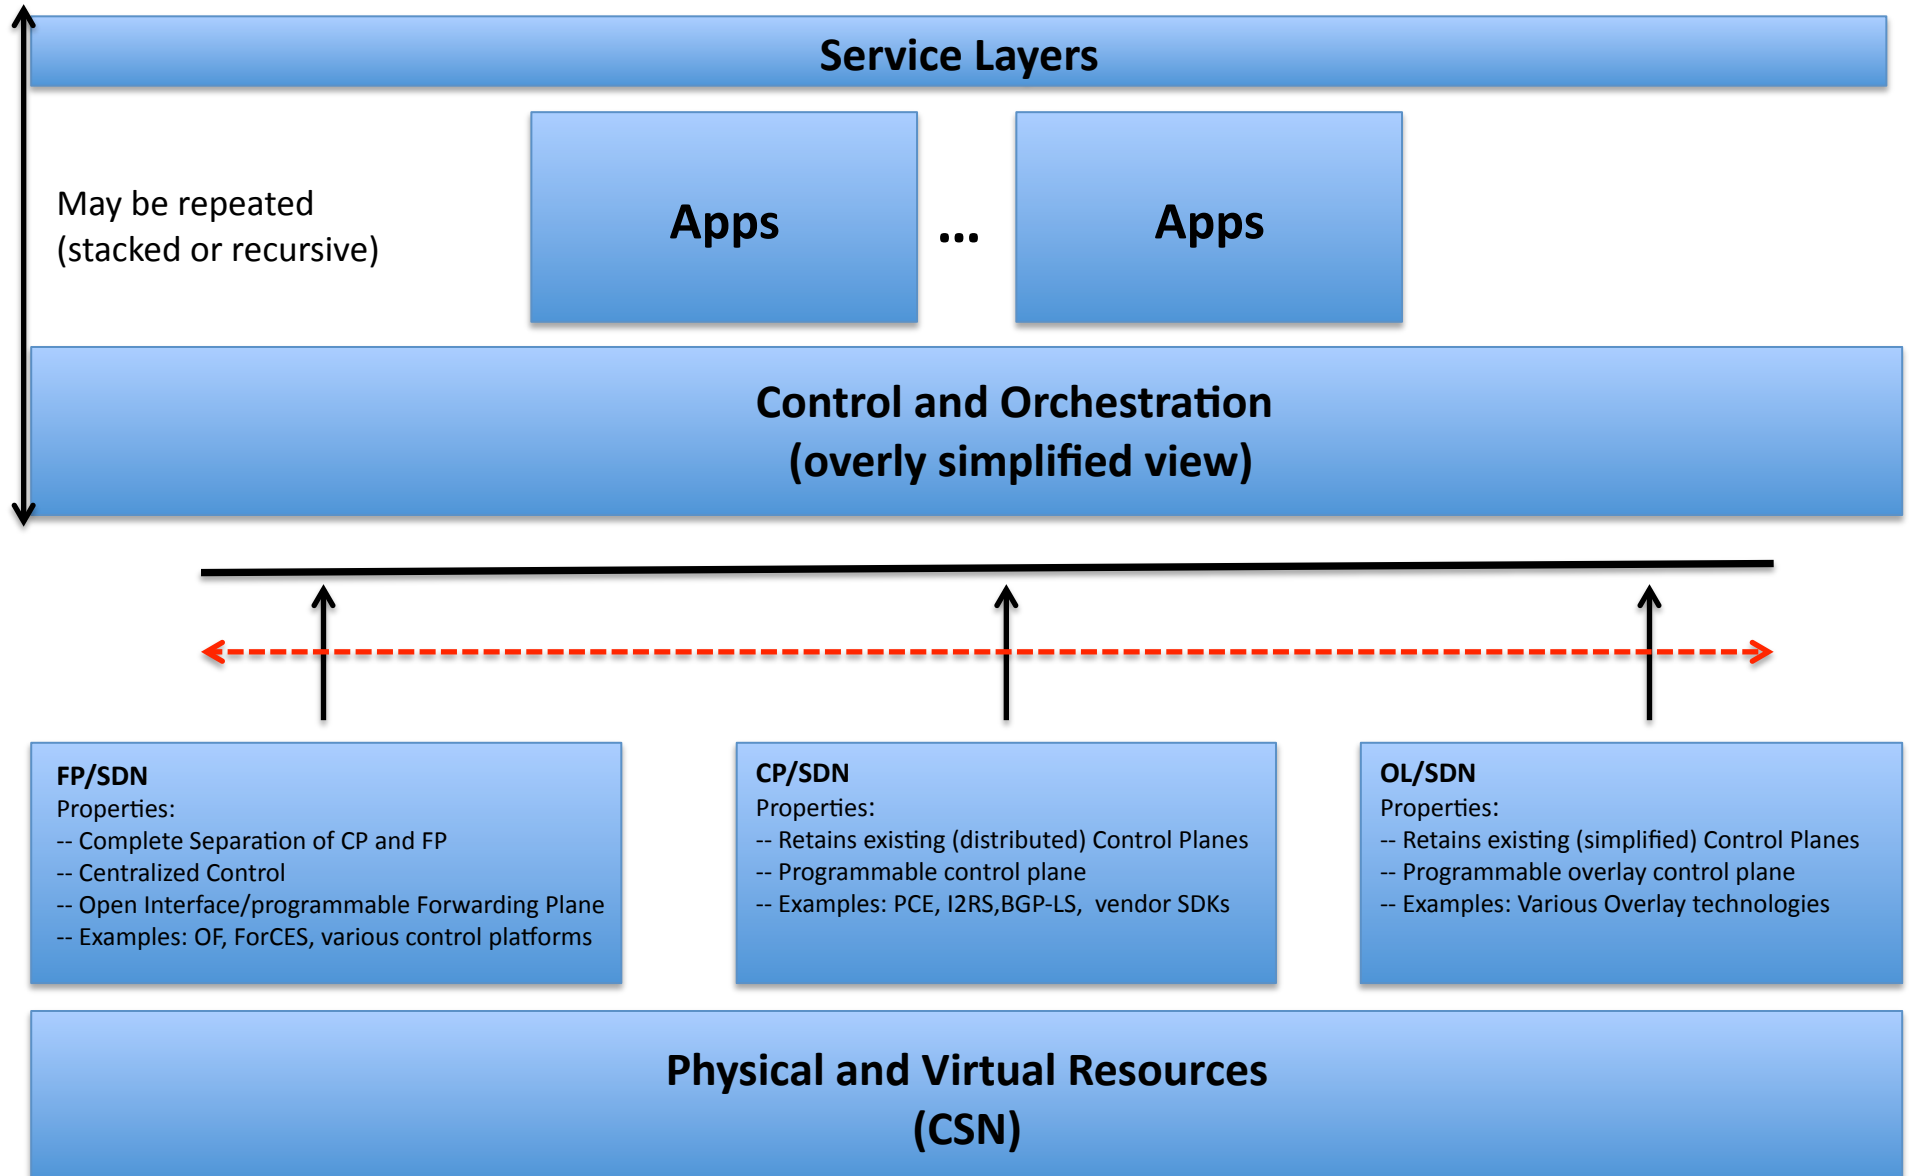 Service Layers
May be repeated
(stacked or recursive)
Apps
...
Apps
Control and Orchestration
(overly simplified view)
FP/SDN
Properties:
-- Complete Separation of CP and FP
-- Centralized Control
-- Open Interface/programmable Forwarding Plane
-- Examples: OF, ForCES, various control platforms
CP/SDN
Properties:
-- Retains existing (distributed) Control Planes
-- Programmable control plane
-- Examples: PCE, I2RS,BGP-LS,  vendor SDKs
OL/SDN
Properties:
-- Retains existing (simplified) Control Planes
-- Programmable overlay control plane
-- Examples: Various Overlay technologies
Physical and Virtual Resources
(CSN)